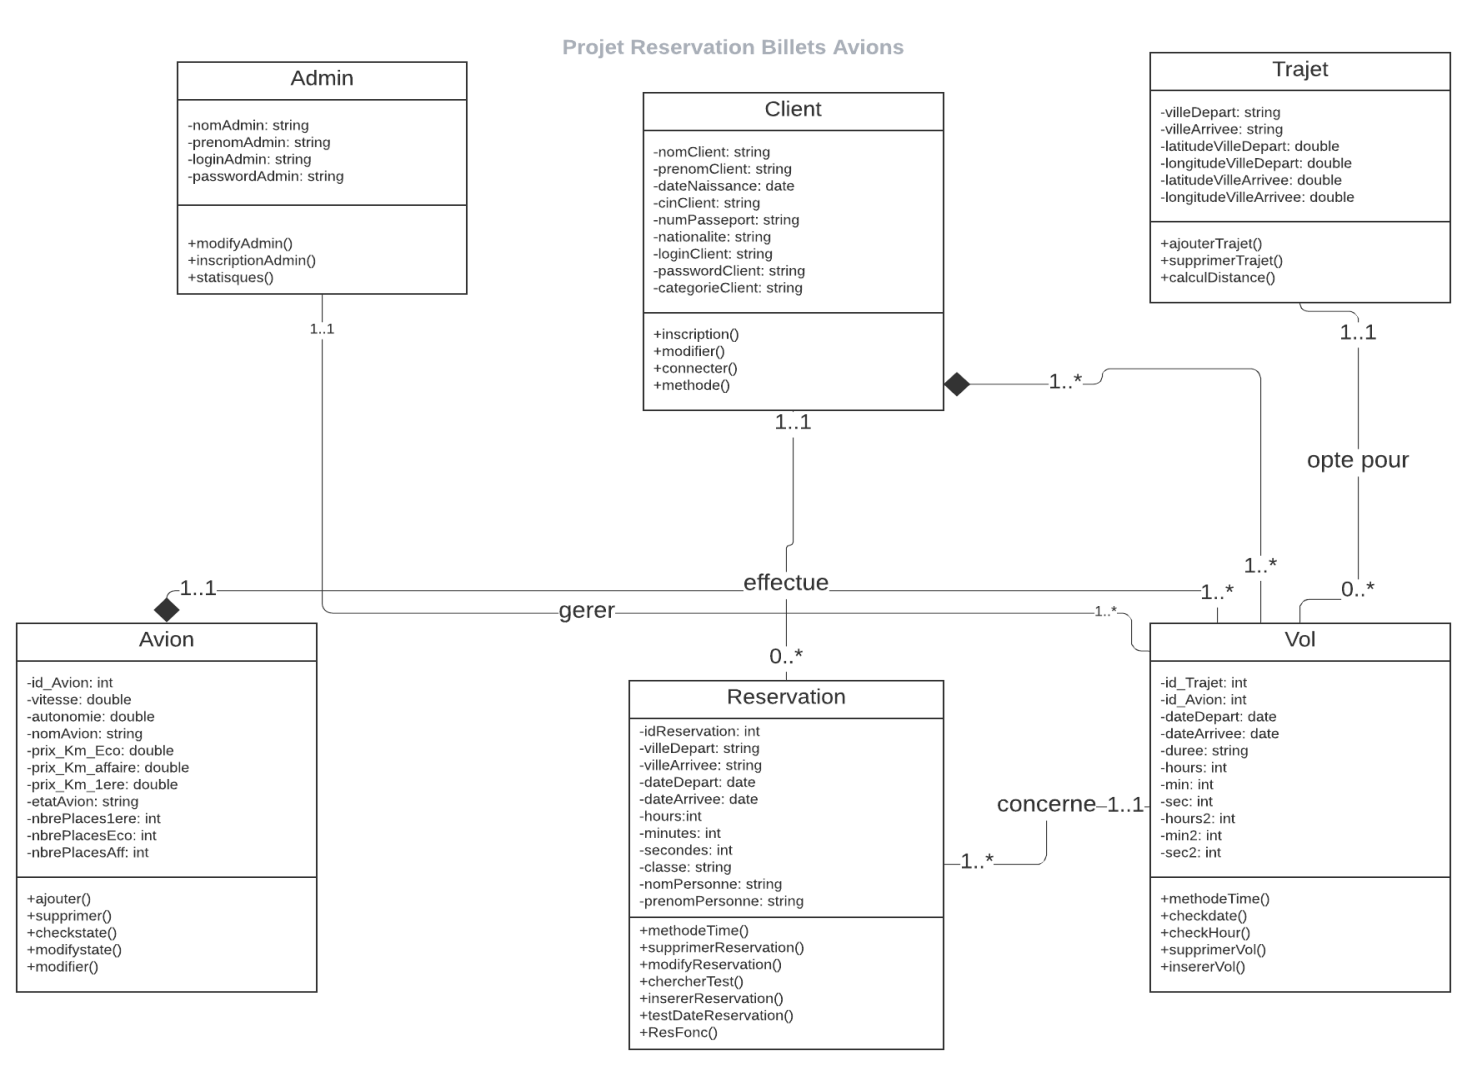 Projet Reservation Billets Avions
Admin
-nomAdmin: string
-prenomAdmin: string
-loginAdmin: string
-passwordAdmin: string
+modifyAdmin()
+inscriptionAdmin()
+statisques()
1..1
Client
-nomClient: string
-prenomClient: string
-dateNaissance: date
-cinClient: string
-numPasseport: string
-nationalite: string
-loginClient: string
-passwordClient: string
-categorieClient: string
+inscription()
+modifier()
+connecter()
+methode()
1..1
1..*
Trajet
-villeDepart: string
-villeArrivee: string
-latitudeVilleDepart: double
-longitudeVilleDepart: double
-latitudeVilleArrivee: double
-longitudeVilleArrivee: double
+ajouterTrajet()
+supprimerTrajet()
+calculDistance()
1..1
opte pour
1..*
0..*
1..1
effectue
1..*
gerer
1..*
0..*
Avion
-id_Avion: int
-vitesse: double
-autonomie: double
-nomAvion: string
-prix_Km_Eco: double
-prix_Km_affaire: double
-prix_Km_1ere: double
-etatAvion: string
-nbrePlaces1ere: int
-nbrePlacesEco: int
-nbrePlacesAff: int
+ajouter()
+supprimer()
+checkstate()
+modifystate()
+modifier()
Reservation
-idReservation: int
-villeDepart: string
-villeArrivee: string
-dateDepart: date
-dateArrivee: date
-hours:int
-minutes: int
-secondes: int
-classe: string
-nomPersonne: string
-prenomPersonne: string
+methodeTime()
+supprimerReservation()
+modifyReservation()
+chercherTest()
+insererReservation()
+testDateReservation()
+ResFonc()
concerne
1..1
1..*
Vol
-id_Trajet: int
-id_Avion: int
-dateDepart: date
-dateArrivee: date
-duree: string
-hours: int
-min: int
-sec: int
-hours2: int
-min2: int
-sec2: int
+methodeTime()
+checkdate()
+checkHour()
+supprimerVol()
+insererVol()